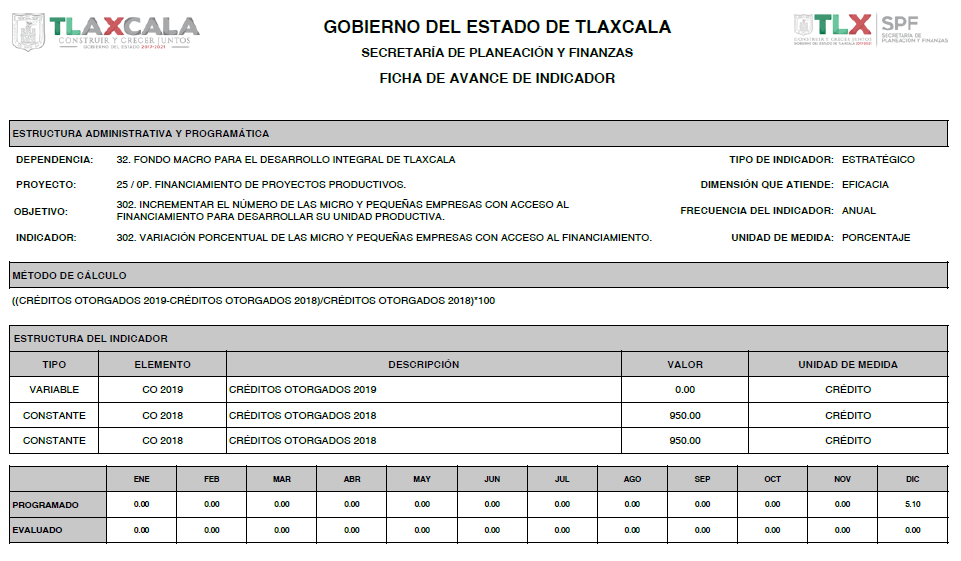 TLAXCALA
CONSTRUIR Y CRECER JUNTOS
GOBIERNO DEL ESTADO 2017-2021
GOBIERNO DEL ESTADO DE TLAXCALA
SECRETARÍA DE PLANEACIÓN Y FINANZAS
FICHA DE AVANCE DE INDICADOR
TLX
CONSTRUIR Y CRECER JUNTOS
GOBIERNO DEL ESTADO DE TLAXCALA 2017-2021
SPF
SECRETARÍA DE
PLANEACIÓN Y FINANZAS
ESTRUCTURA ADMINISTRATIVA Y PROGRAMÁTICA
DEPENDENCIA: 32. FONDO MACRO PARA EL DESARROLLO INTEGRAL DE TLAXCALA TIPO DE INDICADOR: ESTRATÉGICO
PROYECTO: 25 / 0P. FINANCIAMIENTO DE PROYECTOS PRODUCTIVOS. DIMENSIÓN QUE ATIENDE: EFICACIA
OBJETIVO: 302. INCREMENTAR EL NÚMERO DE LAS MICRO Y PEQUEÑAS EMPRESAS CON ACCESO AL
FINANCIAMIENTO PARA DESARROLLAR SU UNIDAD PRODUCTIVA. FRECUENCIA DEL INDICADOR: ANUAL
INDICADOR: 302. VARIACIÓN PORCENTUAL DE LAS MICRO Y PEQUEÑAS EMPRESAS CON ACCESO AL FINANCIAMIENTO. UNIDAD DE MEDIDA: PORCENTAJE
MÉTODO DE CÁLCULO
((CRÉDITOS OTORGADOS 2019-CRÉDITOS OTORGADOS 2018)/CRÉDITOS OTORGADOS 2018)*100
ESTRUCTURA DEL INDICADOR
TIPO ELEMENTO DESCRIPCIÓN VALOR UNIDAD DE MEDIDA
VARIABLE CO 2019 CRÉDITOS OTORGADOS 2019 0.00 CRÉDITO
CONSTANTE CO 2018 CRÉDITOS OTORGADOS 2018 950.00 CRÉDITO
CONSTANTE CO 2018 CRÉDITOS OTORGADOS 2018 950.00 CRÉDITO
ENE FEB MAR ABR MAY JUN JUL AGO SEP OCT NOV DIC
PROGRAMADO 0.00 0.00 0.00 0.00 0.00 0.00 0.00 0.00 0.00 0.00 0.00 5.10
EVALUADO 0.00 0.00 0.00 0.00 0.00 0.00 0.00 0.00 0.00 0.00 0.00 0.00